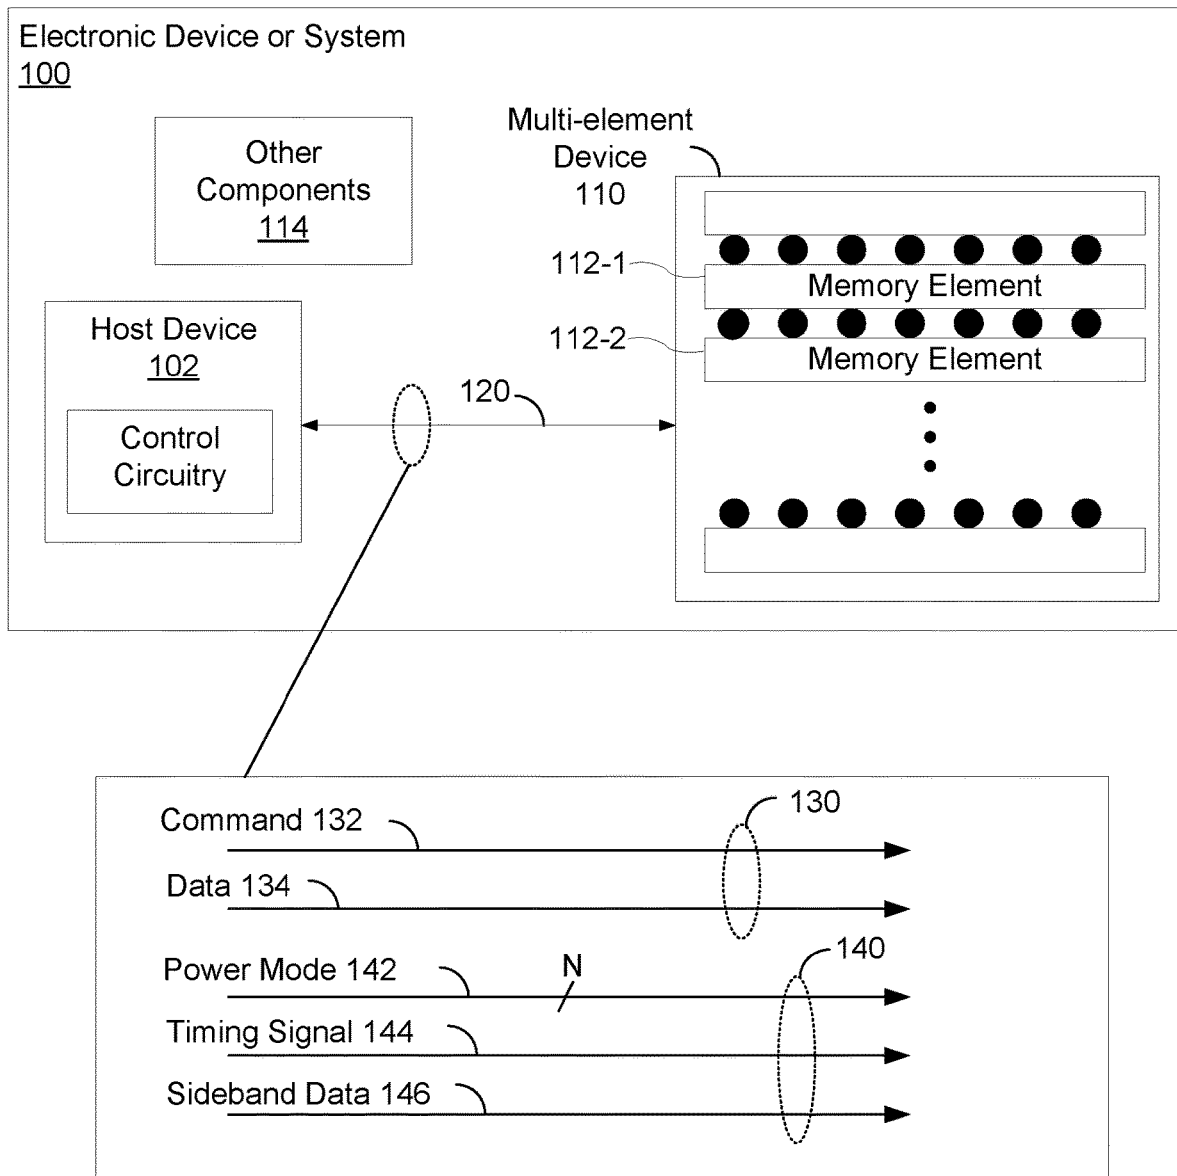 Electronic Device or System
100
Other
Components
114
Multi-element
Device
110
112-1
Memory Element
112-2
Memory Element
Host Device
102
Control
Circuitry
120
Command 132
130
Data 134
Power Mode 142
N
140
Timing Signal 144
Sideband Data 146